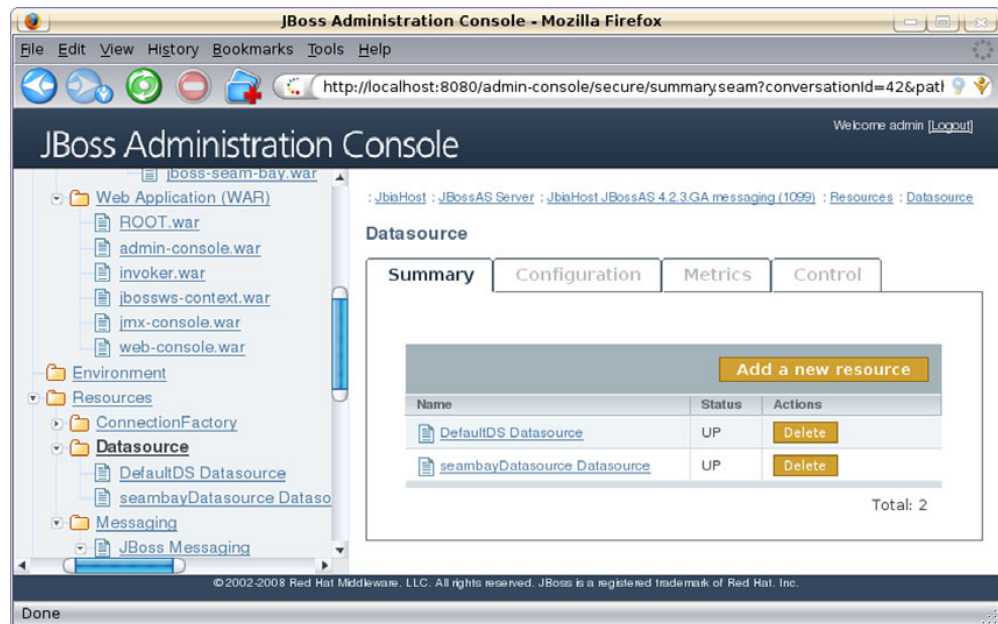 JBoss Administration Console - Mozilla Firefox
File Edit View History Bookmarks Tools Help
http://localhost:8080/admin-console/secure/summary.seam?conversationId=42&path
JBoss Administration Console
Welcome admin [Logout]
jboss-seam-bay.war
Web Application (WAR)
ROOT.war
admin-console.war
invoker.war
jbossws-context.war
jmx-console.war
web-console.war
Environment
Resources
ConnectionFactory
Datasource
DefaultDS Datasource
seambayDatasource Dataso
Messaging
JBoss Messaging
: JbiaHost : JBossAS Server : JbiaHost JBossAS 4.2.3.GA messaging (1099) : Resources : Datasource
Datasource
Summary Configuration Metrics Control
Add a new resource
Name Status Actions
DefaultDS Datasource UP Delete
seambayDatasource Datasource UP Delete
Total: 2
©2002-2008 Red Hat Middleware, LLC. All rights reserved. JBoss is a registered trademark of Red Hat, Inc.
Done